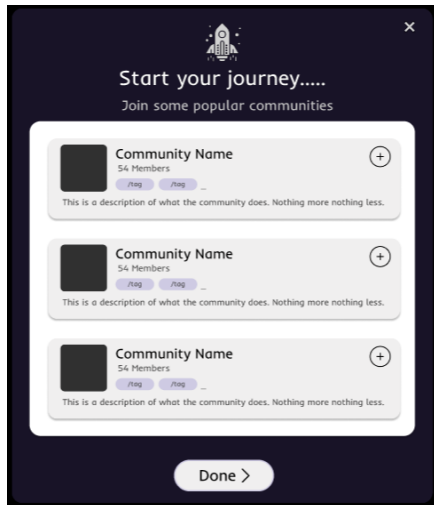 Start your journey.....
Join some popular communities
Community Name
54 Members
/tag /tag _
This is a description of what the community does. Nothing more nothing less.
Community Name
54 Members
/tag /tag _
This is a description of what the community does. Nothing more nothing less.
Community Name
54 Members
/tag /tag _
This is a description of what the community does. Nothing more nothing less.
Done >